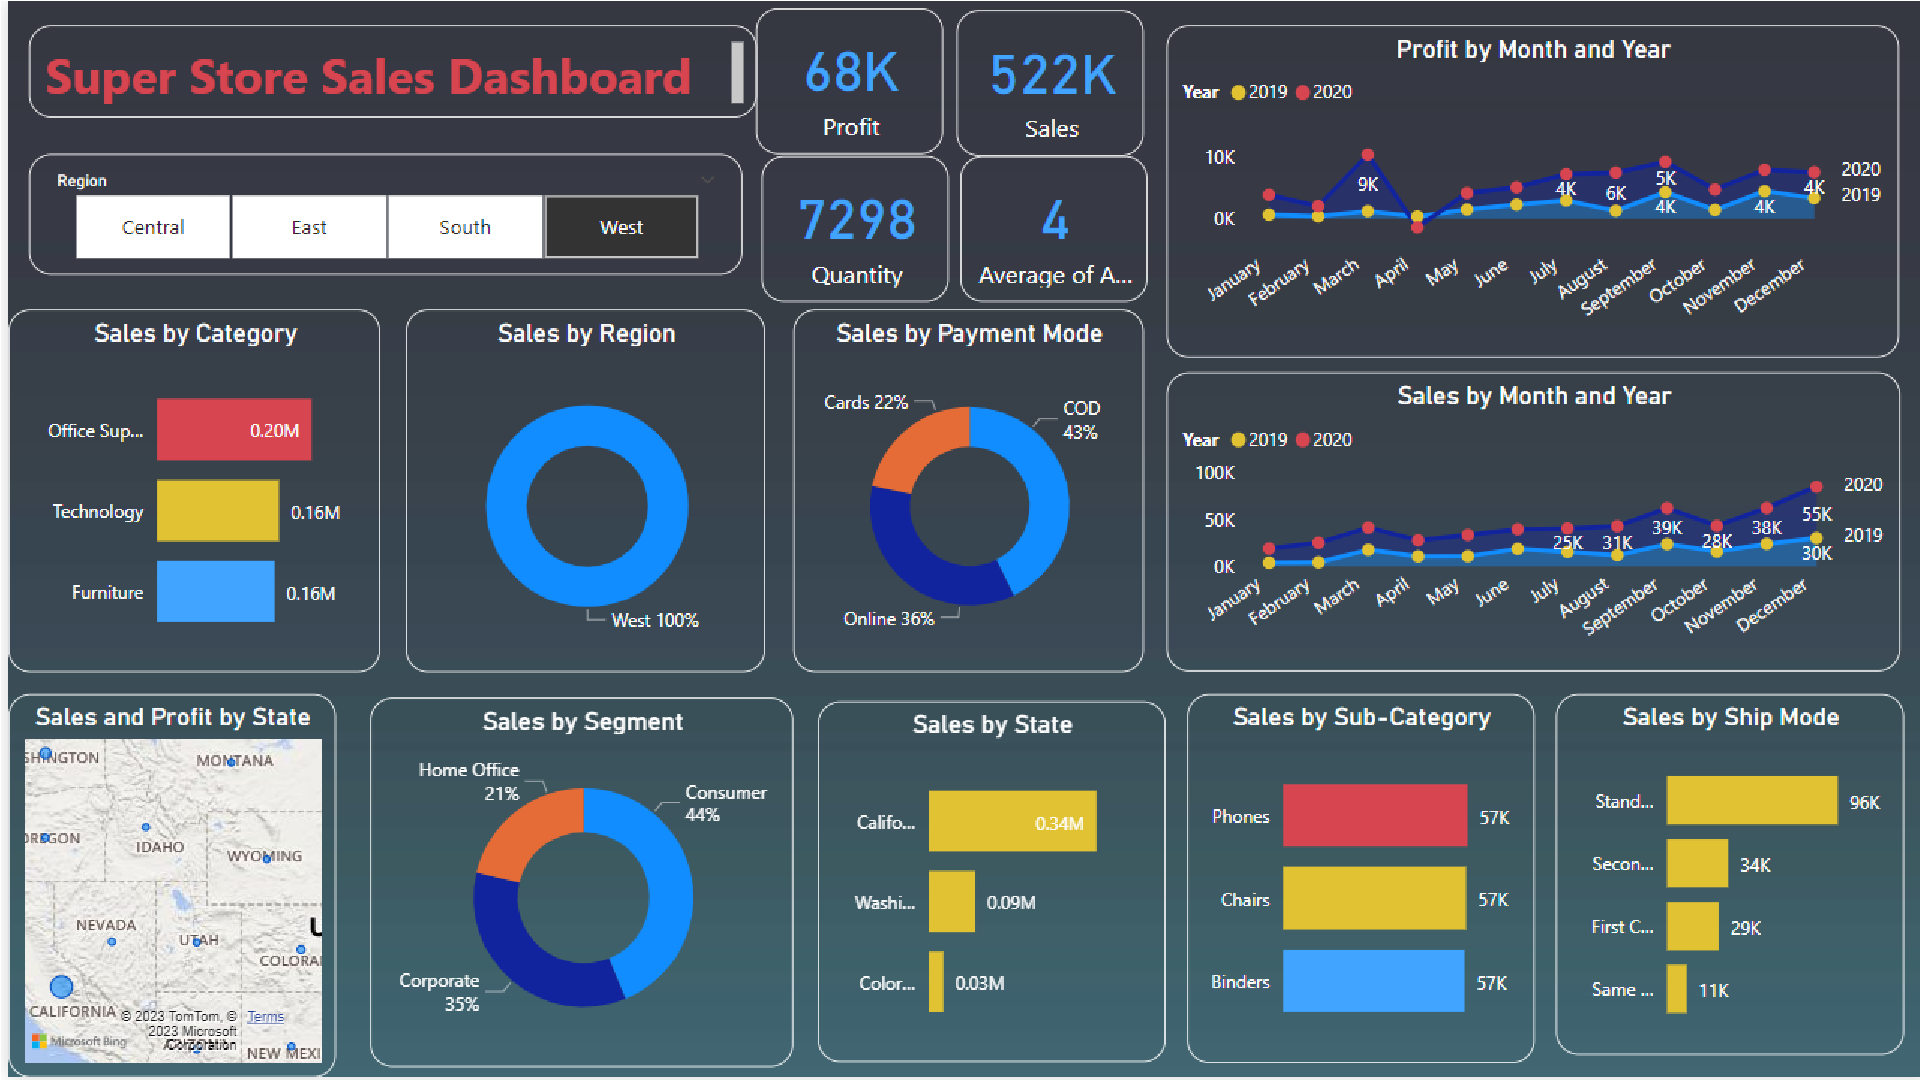 Super Store Sales Dashboard
68K
Profit
522K
Sales
7298
Quantity
4
Average of A...
Region
Central
East
South
West
Profit by Month and Year
Year 2019 2020
10K
0K
9K
4K
6K
5K
4K
4K
4K
2020
2019
January
February
March
April
May
June
July
August
September
October
November
December
Sales by Category
Office Sup...
0.20M
Technology
0.16M
Furniture
0.16M
Sales by Region
West 100%
Sales by Payment Mode
Cards 22%
COD
43%
Online 36%
Sales by Month and Year
Year 2019 2020
100K
50K
0K
25K
31K
39K
28K
38K
55K
30K
2020
2019
January
February
March
April
May
June
July
August
September
October
November
December
Sales and Profit by State
SHINGTON
MONTANA
OREGON
IDAHO
WYOMING
NEVADA
UTAH
COLORA
U
CALIFORNIA
© 2023 TomTom, ©
2023 Microsoft
Corporation
Terms
Microsoft Bing
NEW MEXI
Sales by Segment
Home Office
21%
Consumer
44%
Corporate
35%
Sales by State
Califo...
0.34M
Washi...
0.09M
Color...
0.03M
Sales by Sub-Category
Phones
57K
Chairs
57K
Binders
57K
Sales by Ship Mode
Stand...
96K
Secon...
34K
First C...
29K
Same ...
11K